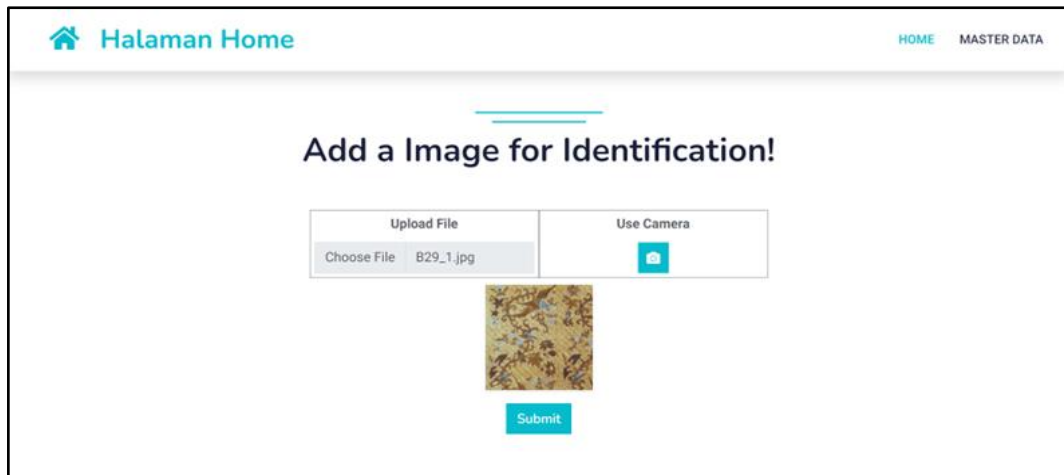 Halaman Home
HOME MASTER DATA
Add a Image for Identification!
Upload File
Use Camera
Choose File B29_1.jpg
Submit